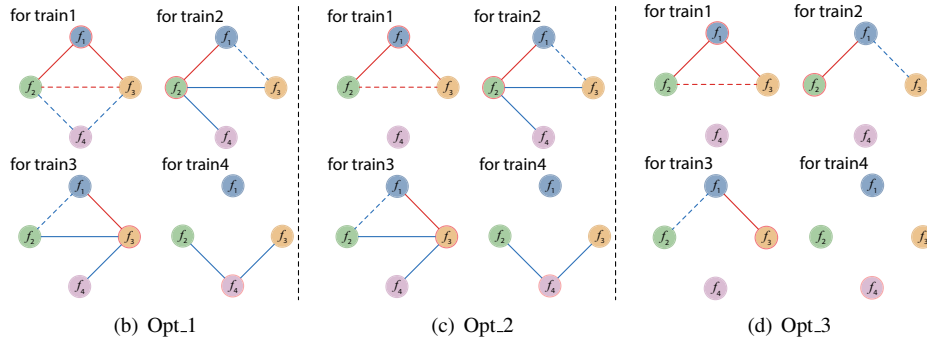 for train1 for train2
f₁ f₁
f₂ f₃ f₂ f₃
f₄ f₄
for train3 for train4
f₁ f₁
f₂ f₃ f₂ f₃
f₄ f₄
(b) Opt_1
for train1 for train2
f₁ f₁
f₂ f₃ f₂ f₃
f₄ f₄
for train3 for train4
f₁ f₁
f₂ f₃ f₂ f₃
f₄ f₄
(c) Opt_2
for train1 for train2
f₁ f₁
f₂ f₃ f₂ f₃
f₄ f₄
for train3 for train4
f₁ f₁
f₂ f₃ f₂ f₃
f₄ f₄
(d) Opt_3